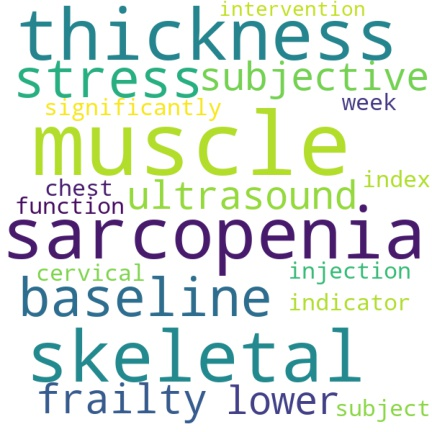 intervention
thickness
stress subjective
significantly week
muscle
chest ultrasound index
function
sarcopenia
cervical injection
baseline indicator
skeletal
frailty lower subject